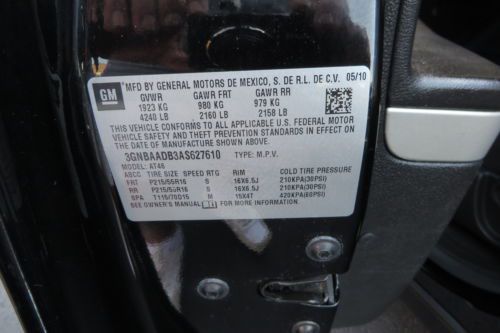 GM
MFD BY GENERAL MOTORS DE MEXICO, S. DE R.L. DE C.V. 05/10
GVWR GAWR FRT GAWR RR
1923 KG 980 KG 979 KG
4240 LB 2160 LB 2158 LB
THIS VEHICLE CONFORMS TO ALL APPLICABLE U.S. FEDERAL MOTOR
VEHICLE SAFETY AND THEFT PREVENTION STANDARDS IN
EFFECT ON THE DATE OF MANUFACTURE SHOWN ABOVE.
3GNBAADB3AS627610 TYPE: M.P.V.
MODEL: AT46
ABCC TIRE SIZE SPEED RTG RIM COLD TIRE PRESSURE
FRT P215/55R16 S 16X6.5J 210KPA(30PSI)
RR P215/55R16 S 16X6.5J 210KPA(30PSI)
SPA T115/70D15 M 15X4T 420KPA(60PSI)
SEE OWNER'S MANUAL FOR ADDITIONAL INFORMATION